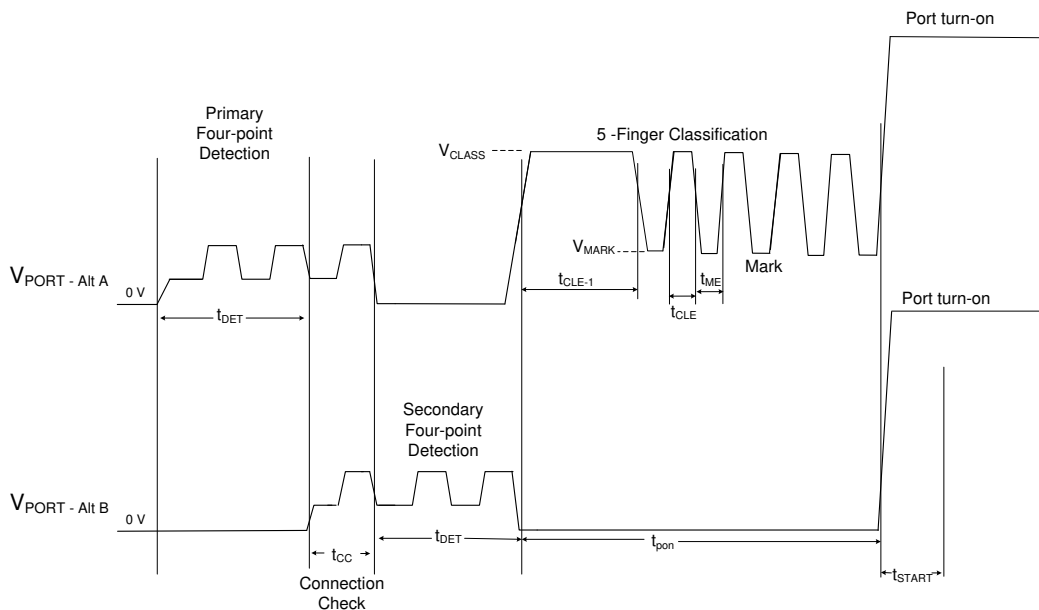 Port turn-on
Primary
Four-point
Detection
5 -Finger Classification
VCLASS
VMARK
Mark
VPORT - Alt A
0 V
tDET
tCLE-1
tME
tCLE
Port turn-on
Secondary
Four-point
Detection
VPORT - Alt B
0 V
tCC
tDET
tpon
tSTART
Connection
Check